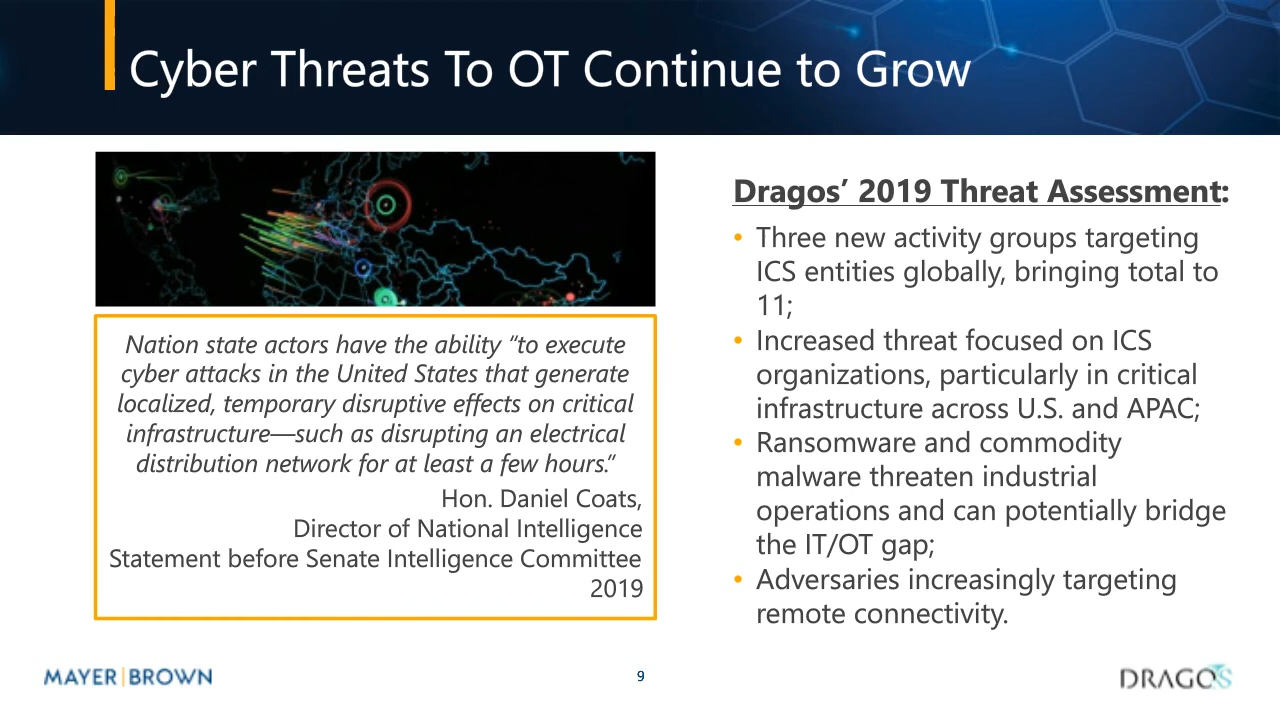 Cyber Threats To OT Continue to Grow
Nation state actors have the ability “to execute
cyber attacks in the United States that generate
localized, temporary disruptive effects on critical
infrastructure—such as disrupting an electrical
distribution network for at least a few hours.”
Hon. Daniel Coats,
Director of National Intelligence
Statement before Senate Intelligence Committee
2019
Dragos’ 2019 Threat Assessment:
• Three new activity groups targeting
ICS entities globally, bringing total to
11;
• Increased threat focused on ICS
organizations, particularly in critical
infrastructure across U.S. and APAC;
• Ransomware and commodity
malware threaten industrial
operations and can potentially bridge
the IT/OT gap;
• Adversaries increasingly targeting
remote connectivity.
MAYER|BROWN
9
DRAGOS